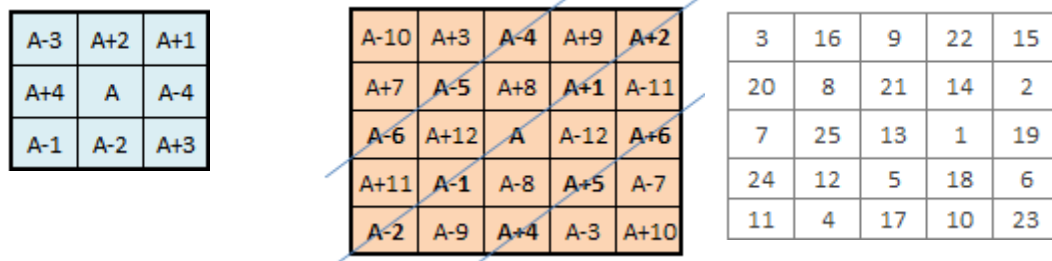 A-3 A+2 A+1
A+4 A A-4
A-1 A-2 A+3
A-10 A+3 A-4 A+9 A+2
A+7 A-5 A+8 A+1 A-11
A-6 A+12 A A-12 A+6
A+11 A-1 A-8 A+5 A-7
A-2 A-9 A+4 A-3 A+10
3 16 9 22 15
20 8 21 14 2
7 25 13 1 19
24 12 5 18 6
11 4 17 10 23